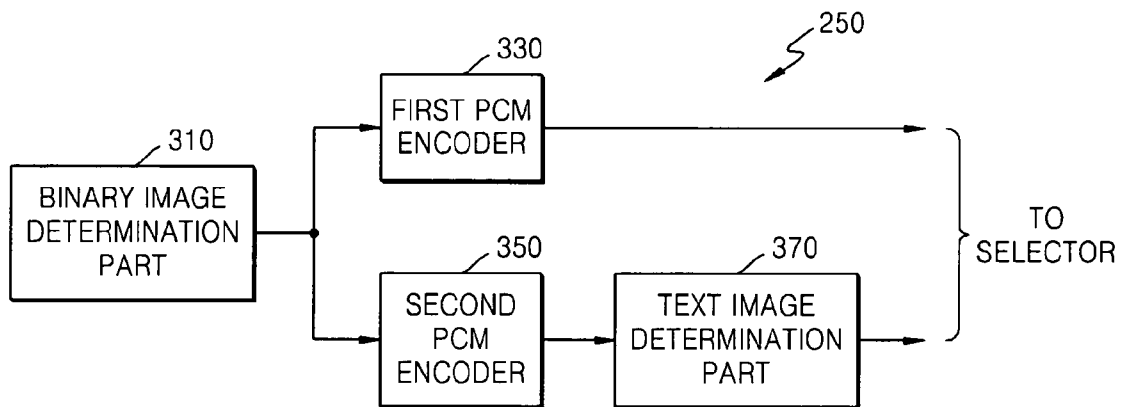 250
330
FIRST PCM
ENCODER
310
BINARY IMAGE
DETERMINATION
PART
TO
SELECTOR
350
SECOND
PCM
ENCODER
370
TEXT IMAGE
DETERMINATION
PART